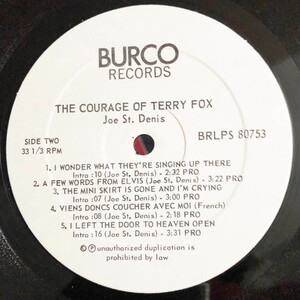 BURCO
RECORDS
THE COURAGE OF TERRY FOX
Joe St. Denis
SIDE TWO
33 1/3 RPM
BRLPS 80753
1. I WONDER WHAT THEY'RE SINGING UP THERE
Intro :10 (Joe St. Denis) - 2:32 PRO
2. A FEW WORDS FROM ELVIS (Joe St. Denis) - 3:22 PRO
3. THE MINI SKIRT IS GONE AND I'M CRYING
Intro :07 (Joe St. Denis) - 3:00 PRO
4. VIENS DONCS COUCHER AVEC MOI (French)
Intro :08 (Joe St. Denis) - 2:18 PRO
5. I LEFT THE DOOR TO HEAVEN OPEN
Intro :16 (Joe St. Denis) - 3:31 PRO
©℗unauthorized duplication is
prohibited by law